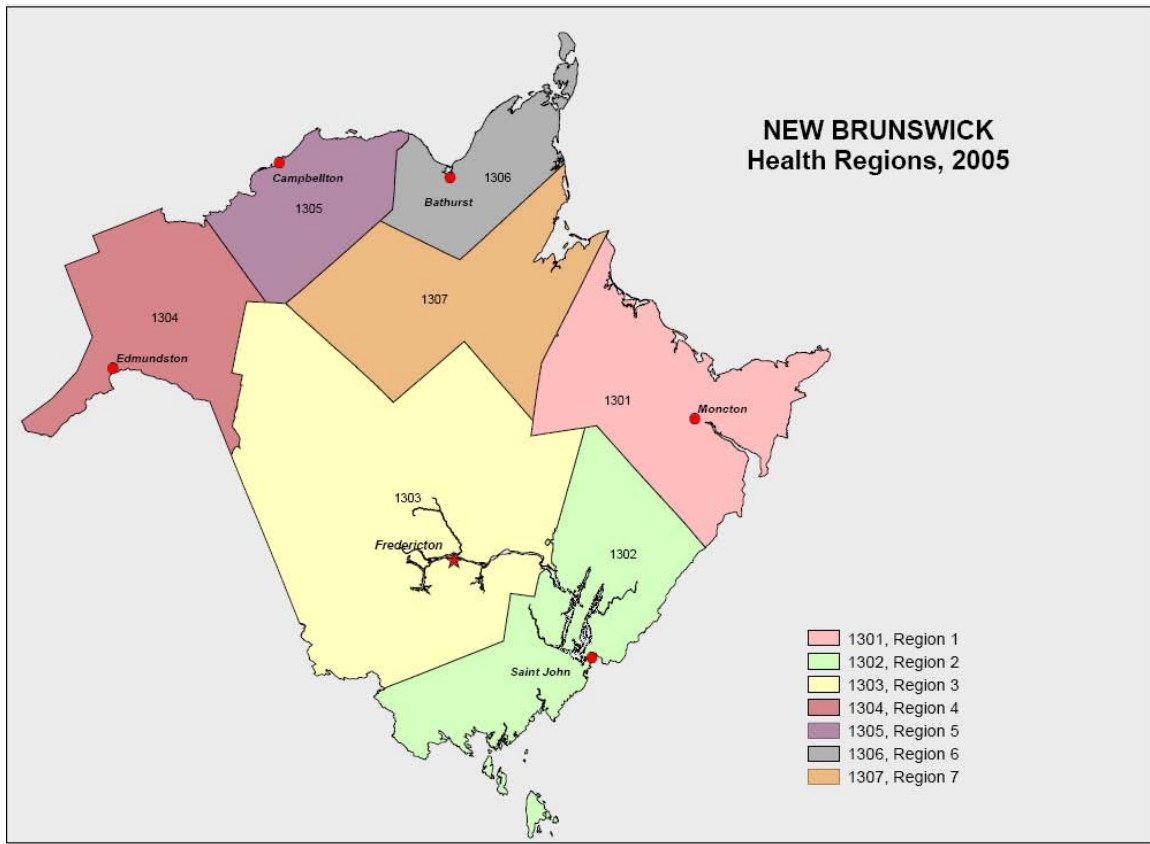 NEW BRUNSWICK
Health Regions, 2005
Campbellton
1305
1306
Bathurst
1304
1307
Edmundston
1301
Moncton
1303
Fredericton
1302
Saint John
1301, Region 1
1302, Region 2
1303, Region 3
1304, Region 4
1305, Region 5
1306, Region 6
1307, Region 7